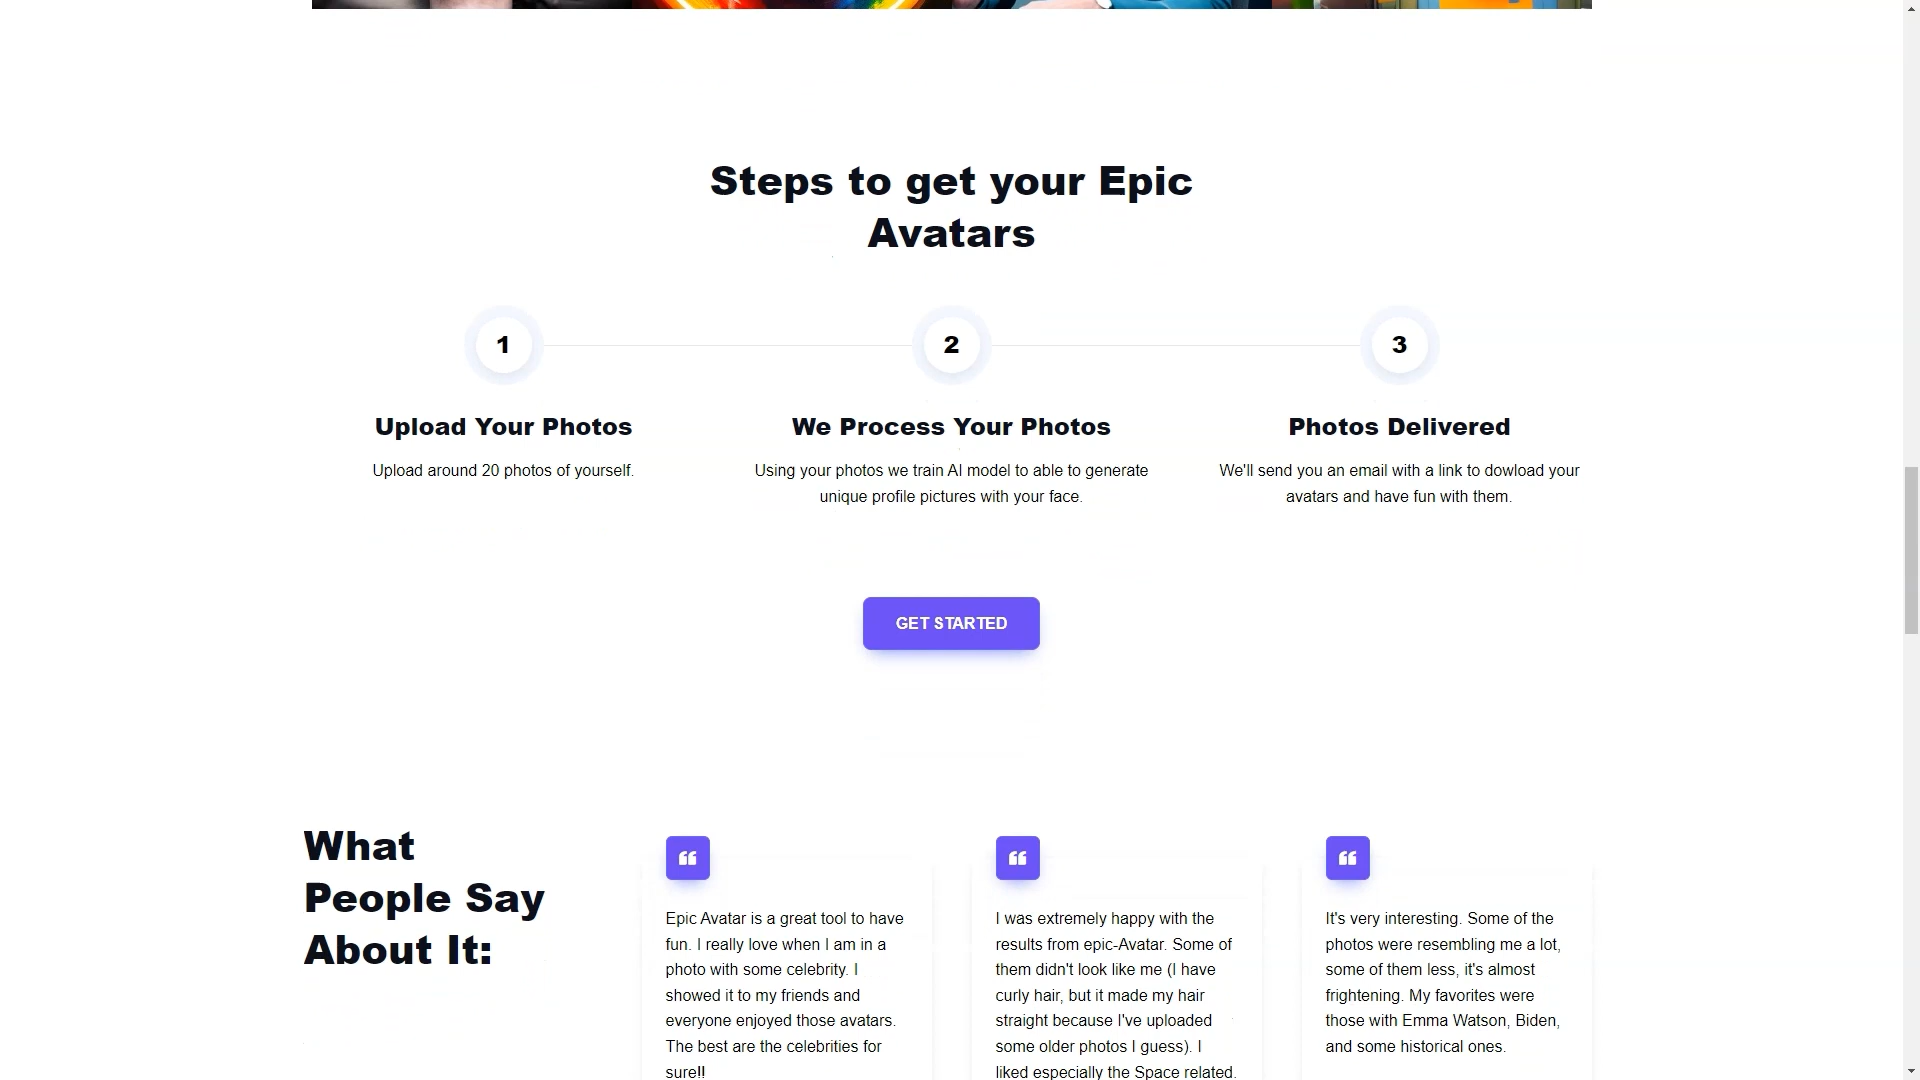 Steps to get your Epic
Avatars
1
2
3
Upload Your Photos
Upload around 20 photos of yourself.
We Process Your Photos
Using your photos we train AI model to able to generate
unique profile pictures with your face.
Photos Delivered
We'll send you an email with a link to dowload your
avatars and have fun with them.
GET STARTED
What
People Say
About It:
Epic Avatar is a great tool to have
fun. I really love when I am in a
photo with some celebrity. I
showed it to my friends and
everyone enjoyed those avatars.
The best are the celebrities for
sure!!
I was extremely happy with the
results from epic-Avatar. Some of
them didn't look like me (I have
curly hair, but it made my hair
straight because I've uploaded
some older photos I guess). I
liked especially the Space related.
It's very interesting. Some of the
photos were resembling me a lot,
some of them less, it's almost
frightening. My favorites were
those with Emma Watson, Biden,
and some historical ones.